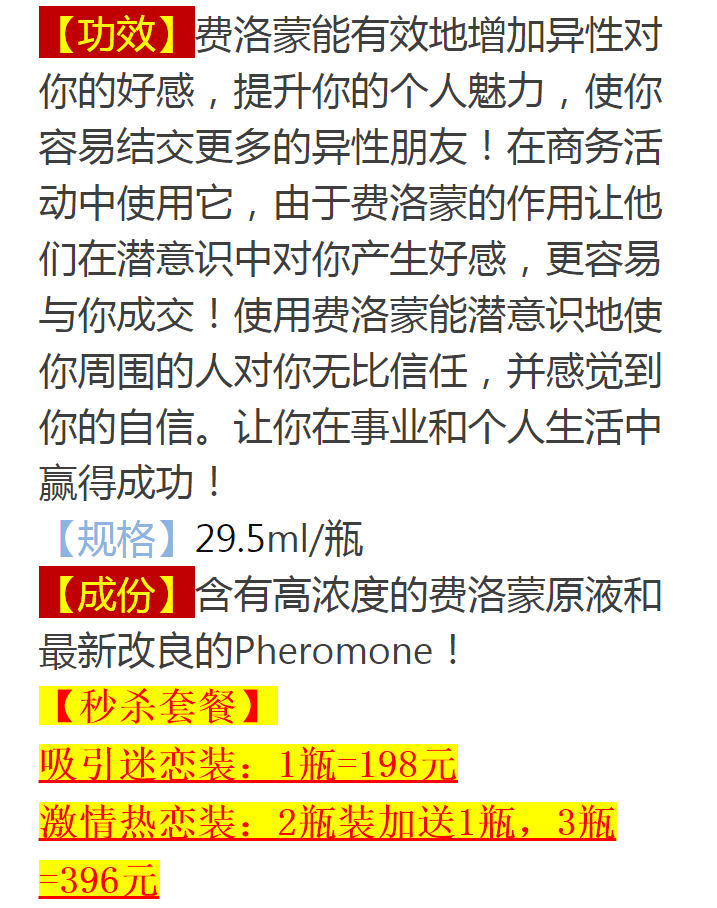 【功效】费洛蒙能有效地增加异性对
你的好感，提升你的个人魅力，使你
容易结交更多的异性朋友！在商务活
动中使用它，由于费洛蒙的作用让他
们在潜意识中对你产生好感，更容易
与你成交！使用费洛蒙能潜意识地使
你周围的人对你无比信任，并感觉到
你的自信。让你在事业和个人生活中
赢得成功！
【规格】29.5ml/瓶
【成份】含有高浓度的费洛蒙原液和
最新改良的Pheromone！
【秒杀套餐】
吸引迷恋装：1瓶=198元
激情热恋装：2瓶装加送1瓶，3瓶
=396元